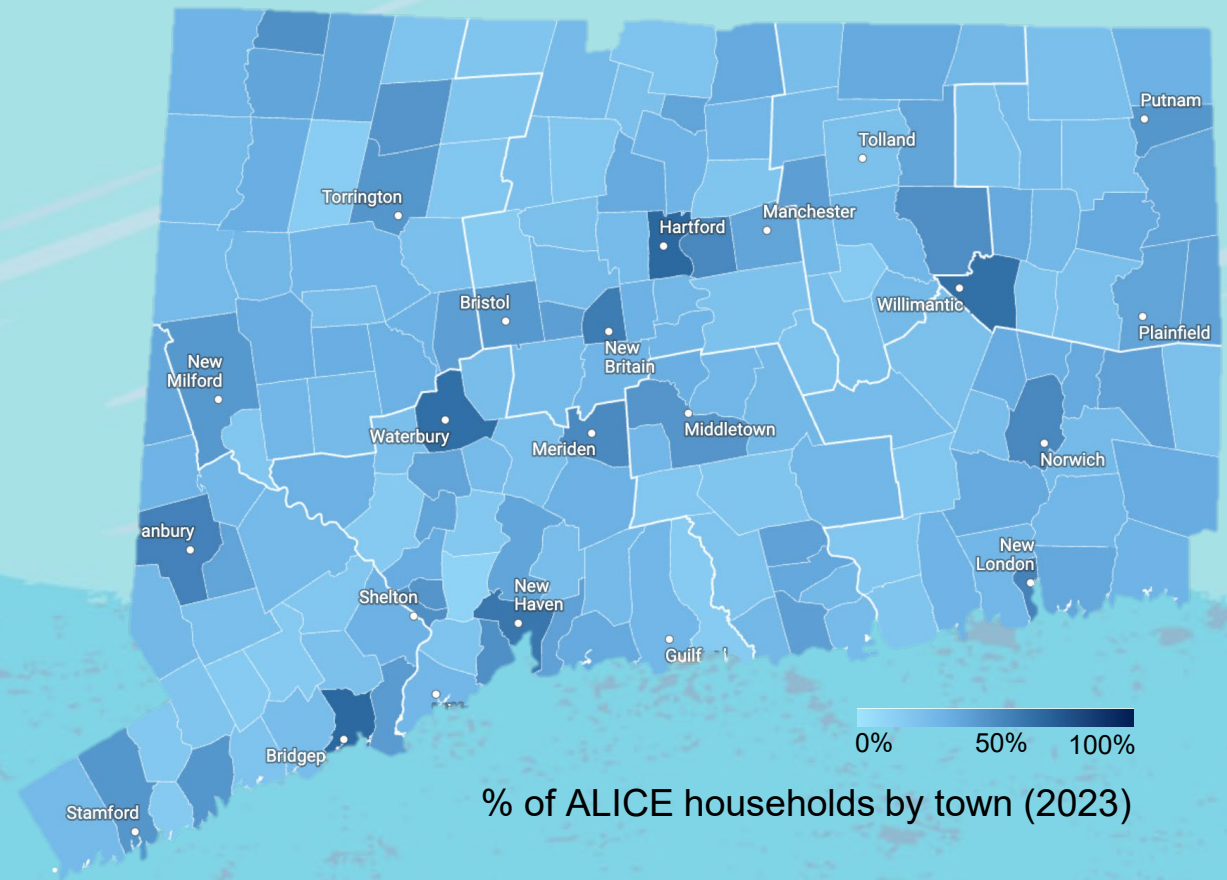 Putnam
Tolland
Torrington
Manchester
Hartford
Bristol
Willimantic
Plainfield
New
Britain
New
Milford
Waterbury
Middletown
Meriden
Norwich
anbury
New
London
Shelton
New
Haven
Guilf
Bridgep
Stamford
0% 50% 100%
% of ALICE households by town (2023)